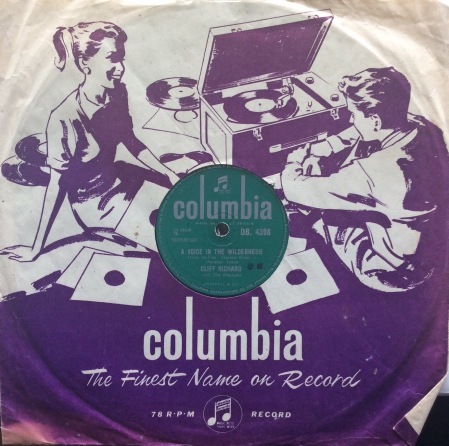 columbia
DB. 4398
A VOICE IN THE WILDERNESS
CLIFF RICHARD
columbia
The Finest Name on Record
78 R·P·M RECORD